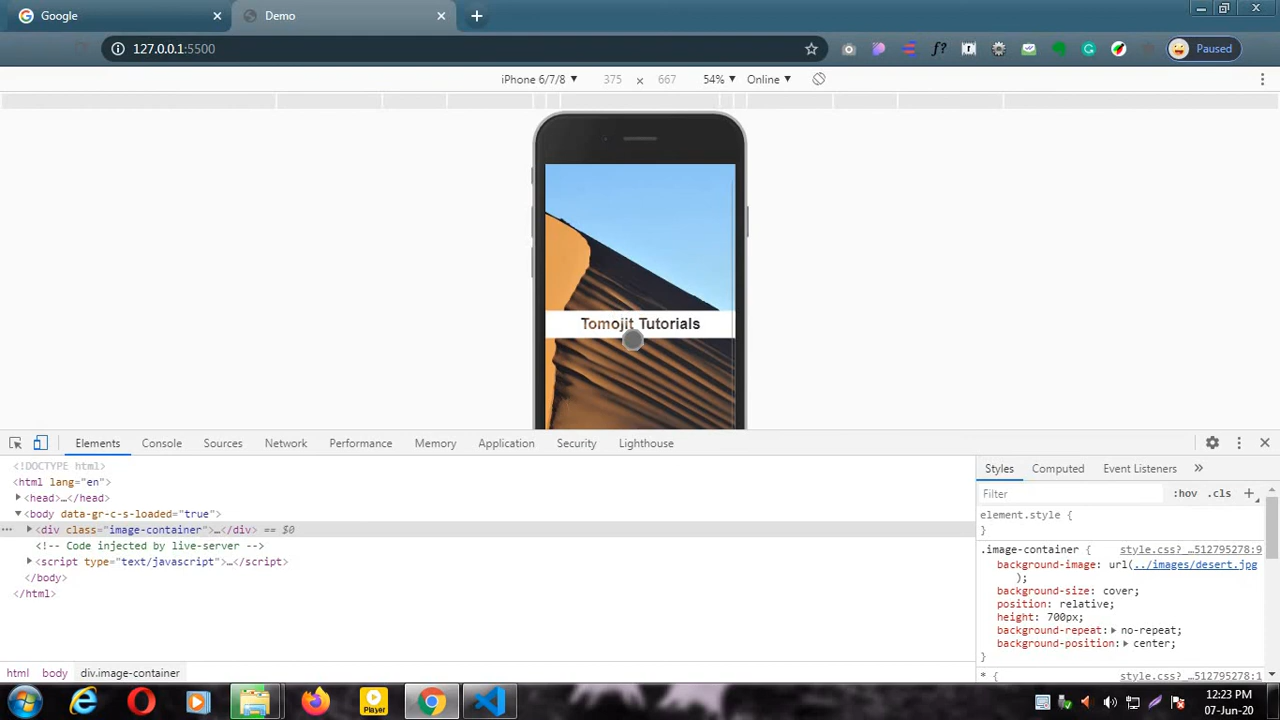 Google
Demo
127.0.0.1:5500
f?
Paused
iPhone 6/7/8
375 × 667
54%
Online
Tomojit Tutorials
Elements
Console
Sources
Network
Performance
Memory
Application
Security
Lighthouse
<!DOCTYPE html>
<html lang="en">
<head>…</head>
<body data-gr-c-s-loaded="true">
<div class="image-container">…</div> == $0
<!-- Code injected by live-server -->
<script type="text/javascript">…</script>
</body>
</html>
html body div.image-container
Styles
Computed
Event Listeners
Filter
:hov .cls
element.style {
}
.image-container { style.css?_…512795278:9
background-image: url(../images/desert.jpg
);
background-size: cover;
position: relative;
height: 700px;
background-repeat: no-repeat;
background-position: center;
}
* { style.css?_…512795278:1
Player
12:23 PM
07-Jun-20